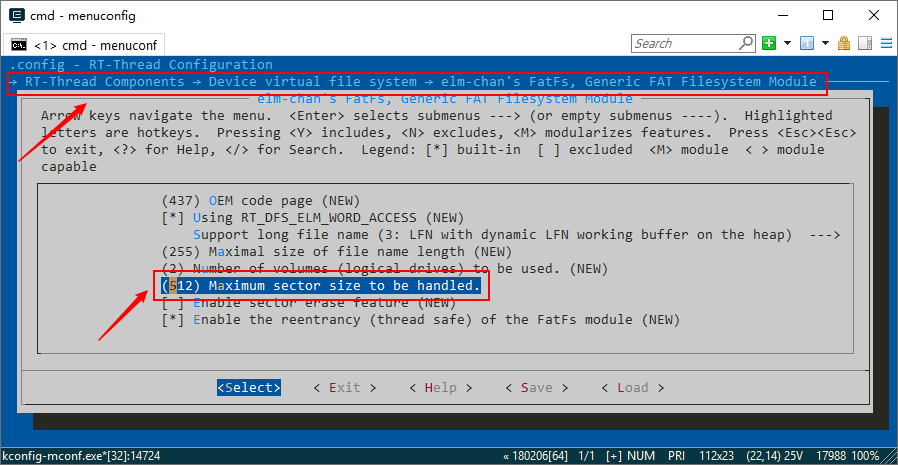 cmd - menuconfig
<1> cmd - menuconf
Search
.config - RT-Thread Configuration
RT-Thread Components → Device virtual file system → elm-chan's FatFs, Generic FAT Filesystem Module
elm-chan's FatFs, Generic FAT Filesystem Module
Arrow keys navigate the menu. <Enter> selects submenus ---> (or empty submenus ----). Highlighted
letters are hotkeys. Pressing <Y> includes, <N> excludes, <M> modularizes features. Press <Esc><Esc>
to exit, <?> for Help, </> for Search. Legend: [*] built-in [ ] excluded <M> module < > module
capable
(437) OEM code page (NEW)
[*] Using RT_DFS_ELM_WORD_ACCESS (NEW)
Support long file name (3: LFN with dynamic LFN working buffer on the heap) --->
(255) Maximal size of file name length (NEW)
(2) Number of volumes (logical drives) to be used. (NEW)
(512) Maximum sector size to be handled.
[ ] Enable sector erase feature (NEW)
[*] Enable the reentrancy (thread safe) of the FatFs module (NEW)
<Select> < Exit > < Help > < Save > < Load >
kconfig-mconf.exe*[32]:14724 « 180206[64] 1/1 [+] NUM PRI 112x23 (22,14) 25V 17988 100%